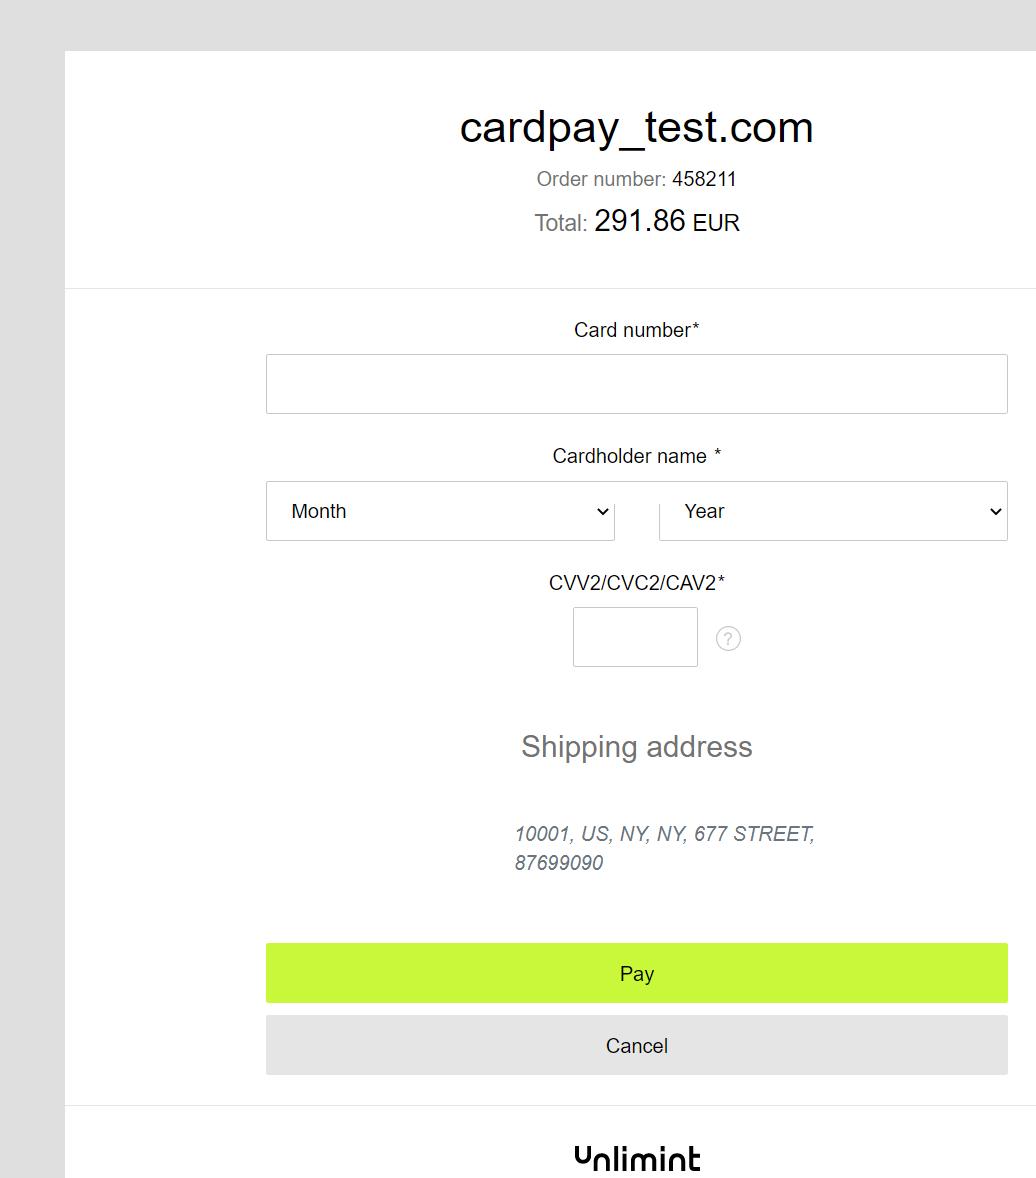 cardpay_test.com
Order number: 458211
Total: 291.86 EUR
Card number*
Cardholder name *
Month Year
CVV2/CVC2/CAV2*
?
Shipping address
10001, US, NY, NY, 677 STREET,
87699090
Pay
Cancel
Unlimint